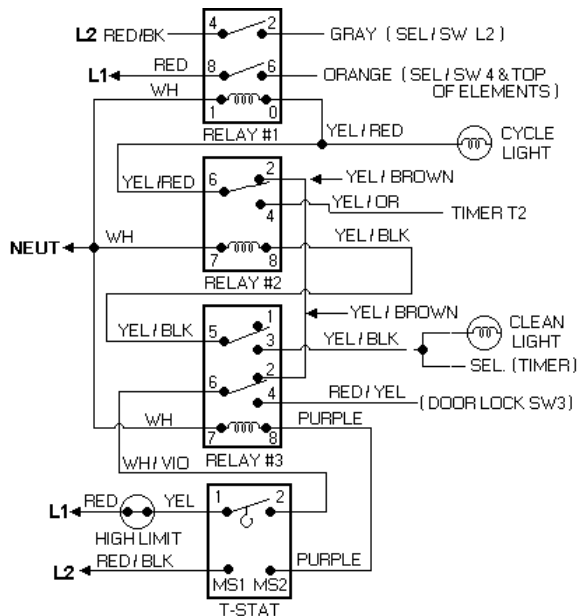 L2 RED/BK 4 2 GRAY ( SEL/SW L2)
L1 RED 8 6 ORANGE (SEL/SW 4 & TOP
OF ELEMENTS)
WH 1 0
RELAY #1 YEL/RED CYCLE
LIGHT
YEL/RED 6 2 YEL/BROWN
4 YEL/OR TIMER T2
NEUT WH 7 8 YEL/BLK
RELAY #2
YEL/BROWN
YEL/BLK 5 1 3 YEL/BLK CLEAN
LIGHT
SEL. (TIMER)
6 2 4 RED/YEL (DOOR LOCK SW3)
WH 7 8 PURPLE
WH/VIO RELAY #3
L1 RED YEL 1 2
HIGH LIMIT
L2 RED/BLK PURPLE
MS1 MS2
T-STAT